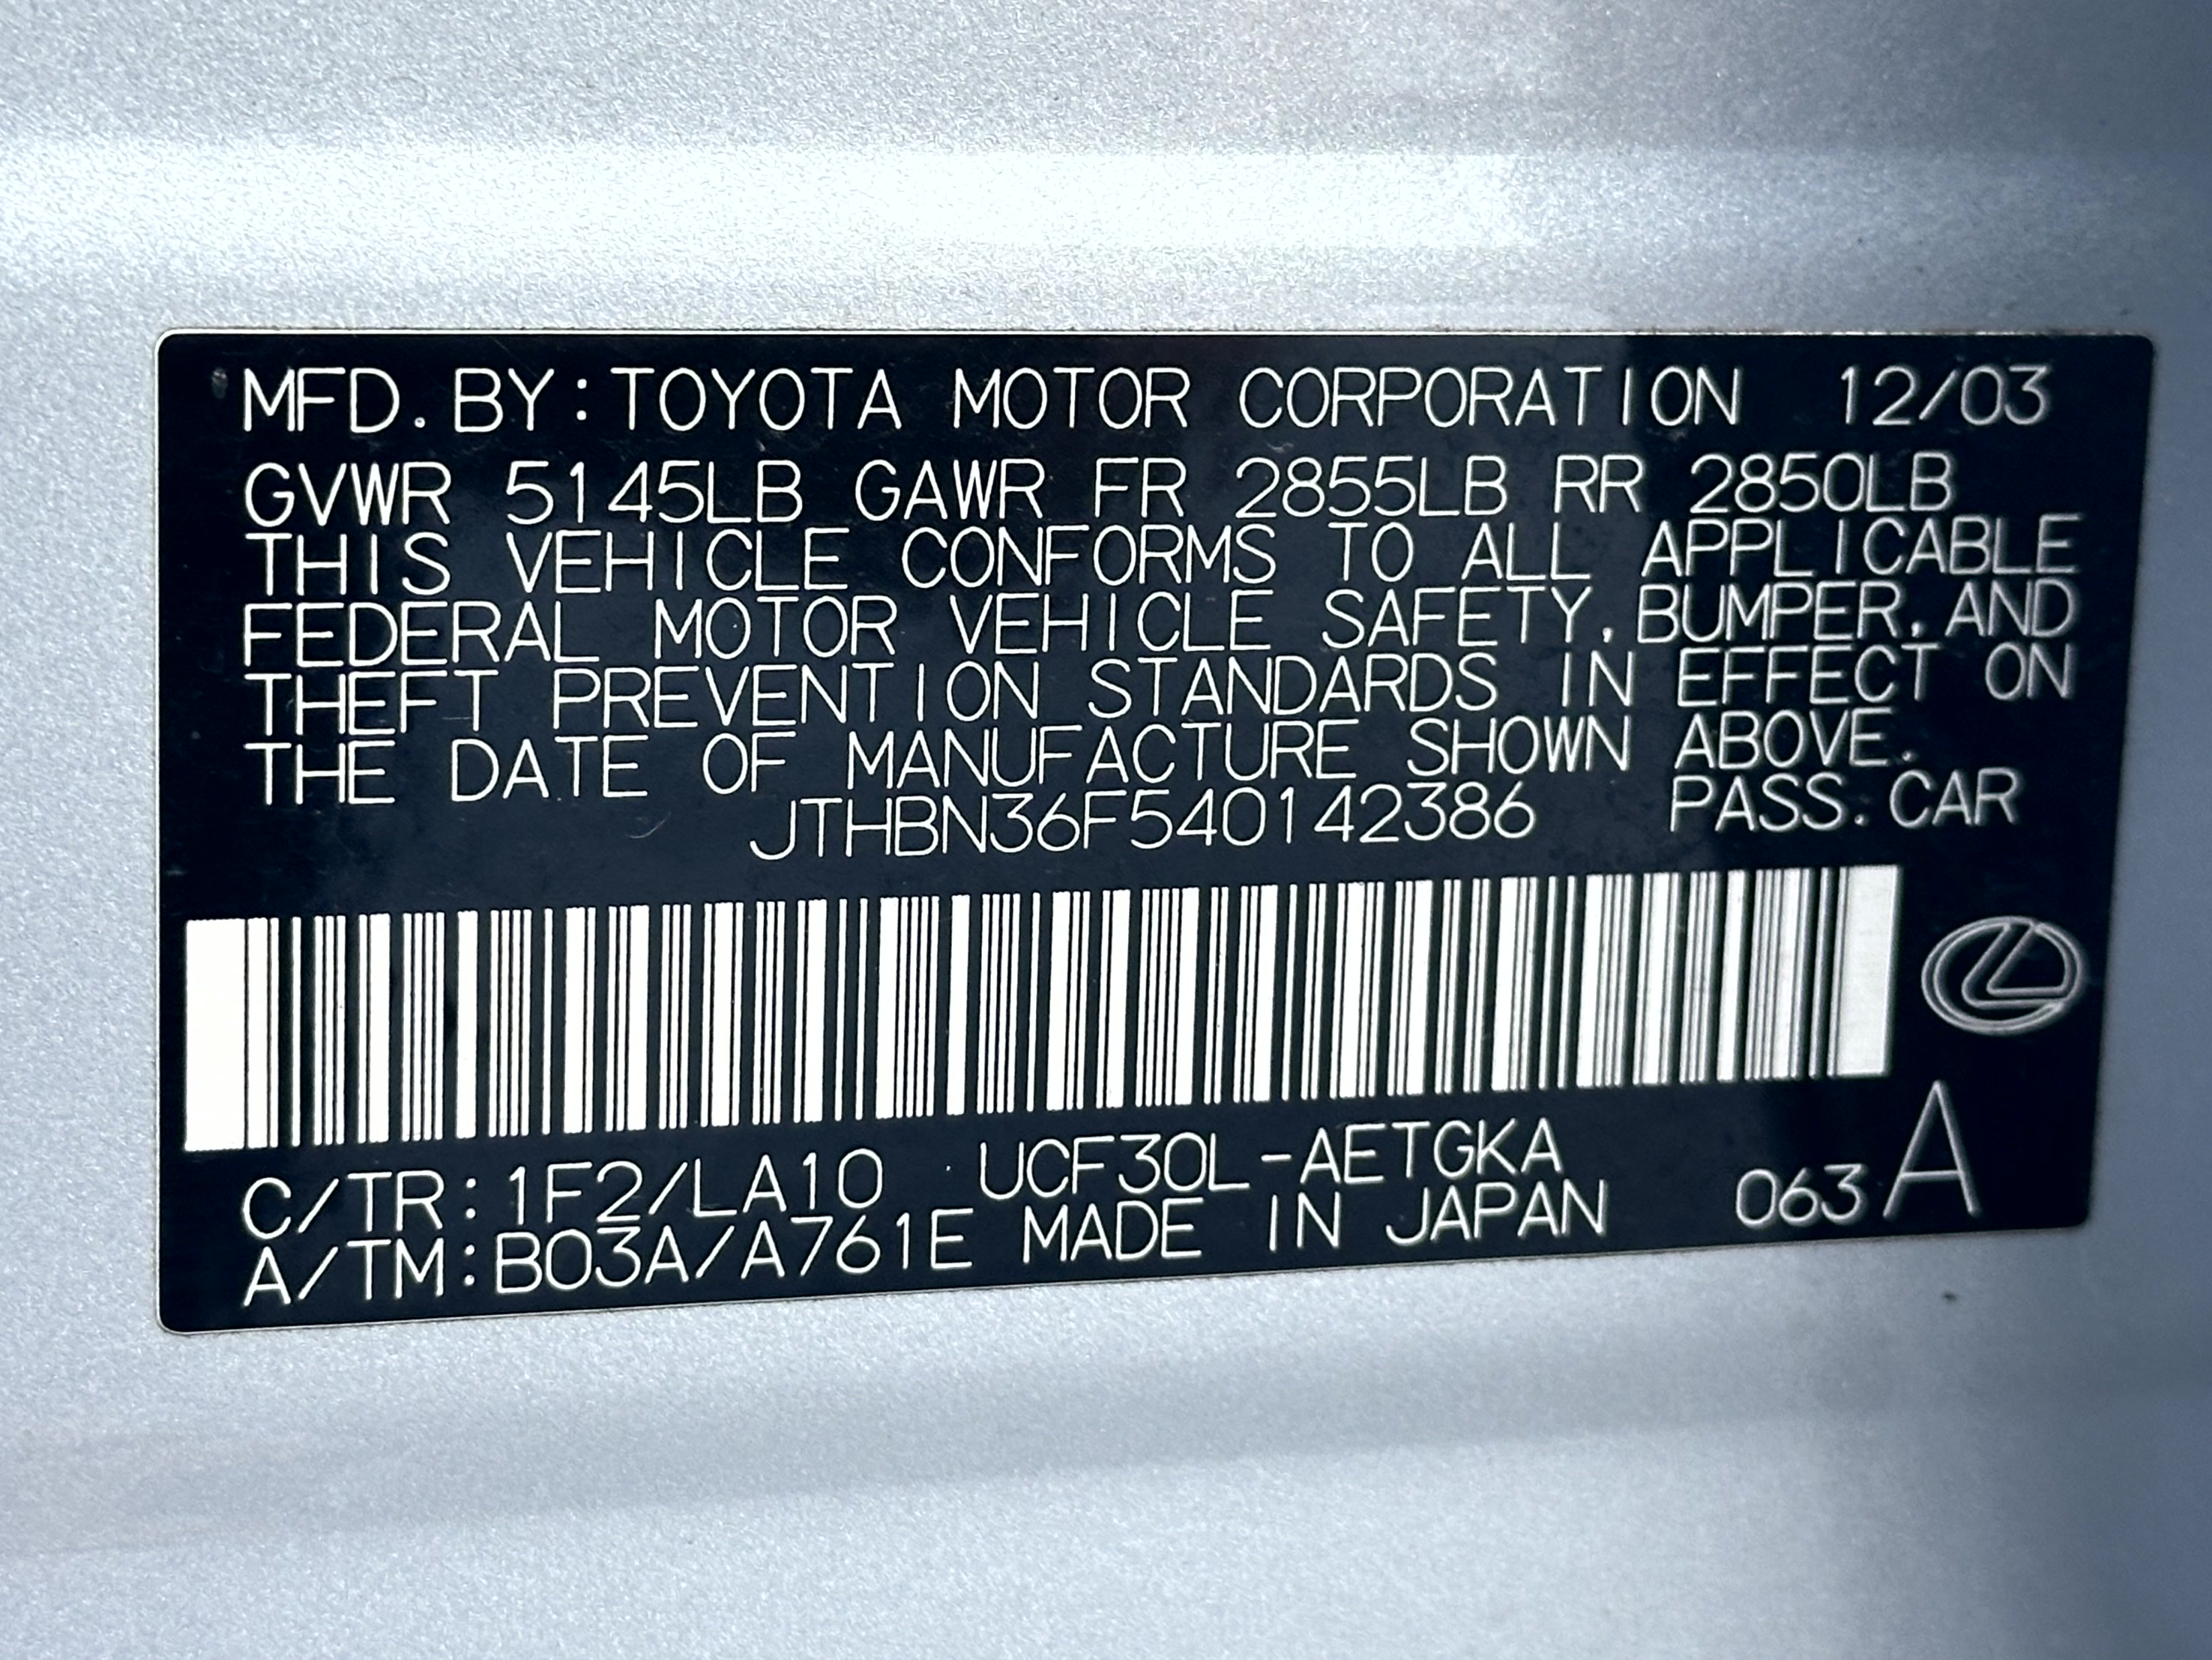 MFD. BY: TOYOTA MOTOR CORPORATION 12/03
GVWR 5145LB GAWR FR 2855LB RR 2850LB
THIS VEHICLE CONFORMS TO ALL APPLICABLE
FEDERAL MOTOR VEHICLE SAFETY, BUMPER, AND
THEFT PREVENTION STANDARDS IN EFFECT ON
THE DATE OF MANUFACTURE SHOWN ABOVE.
JTHBN36F540142386 PASS. CAR
C/TR: 1F2/LA10 UCF30L-AETGKA
A/TM: B03A/A761E MADE IN JAPAN 063 A